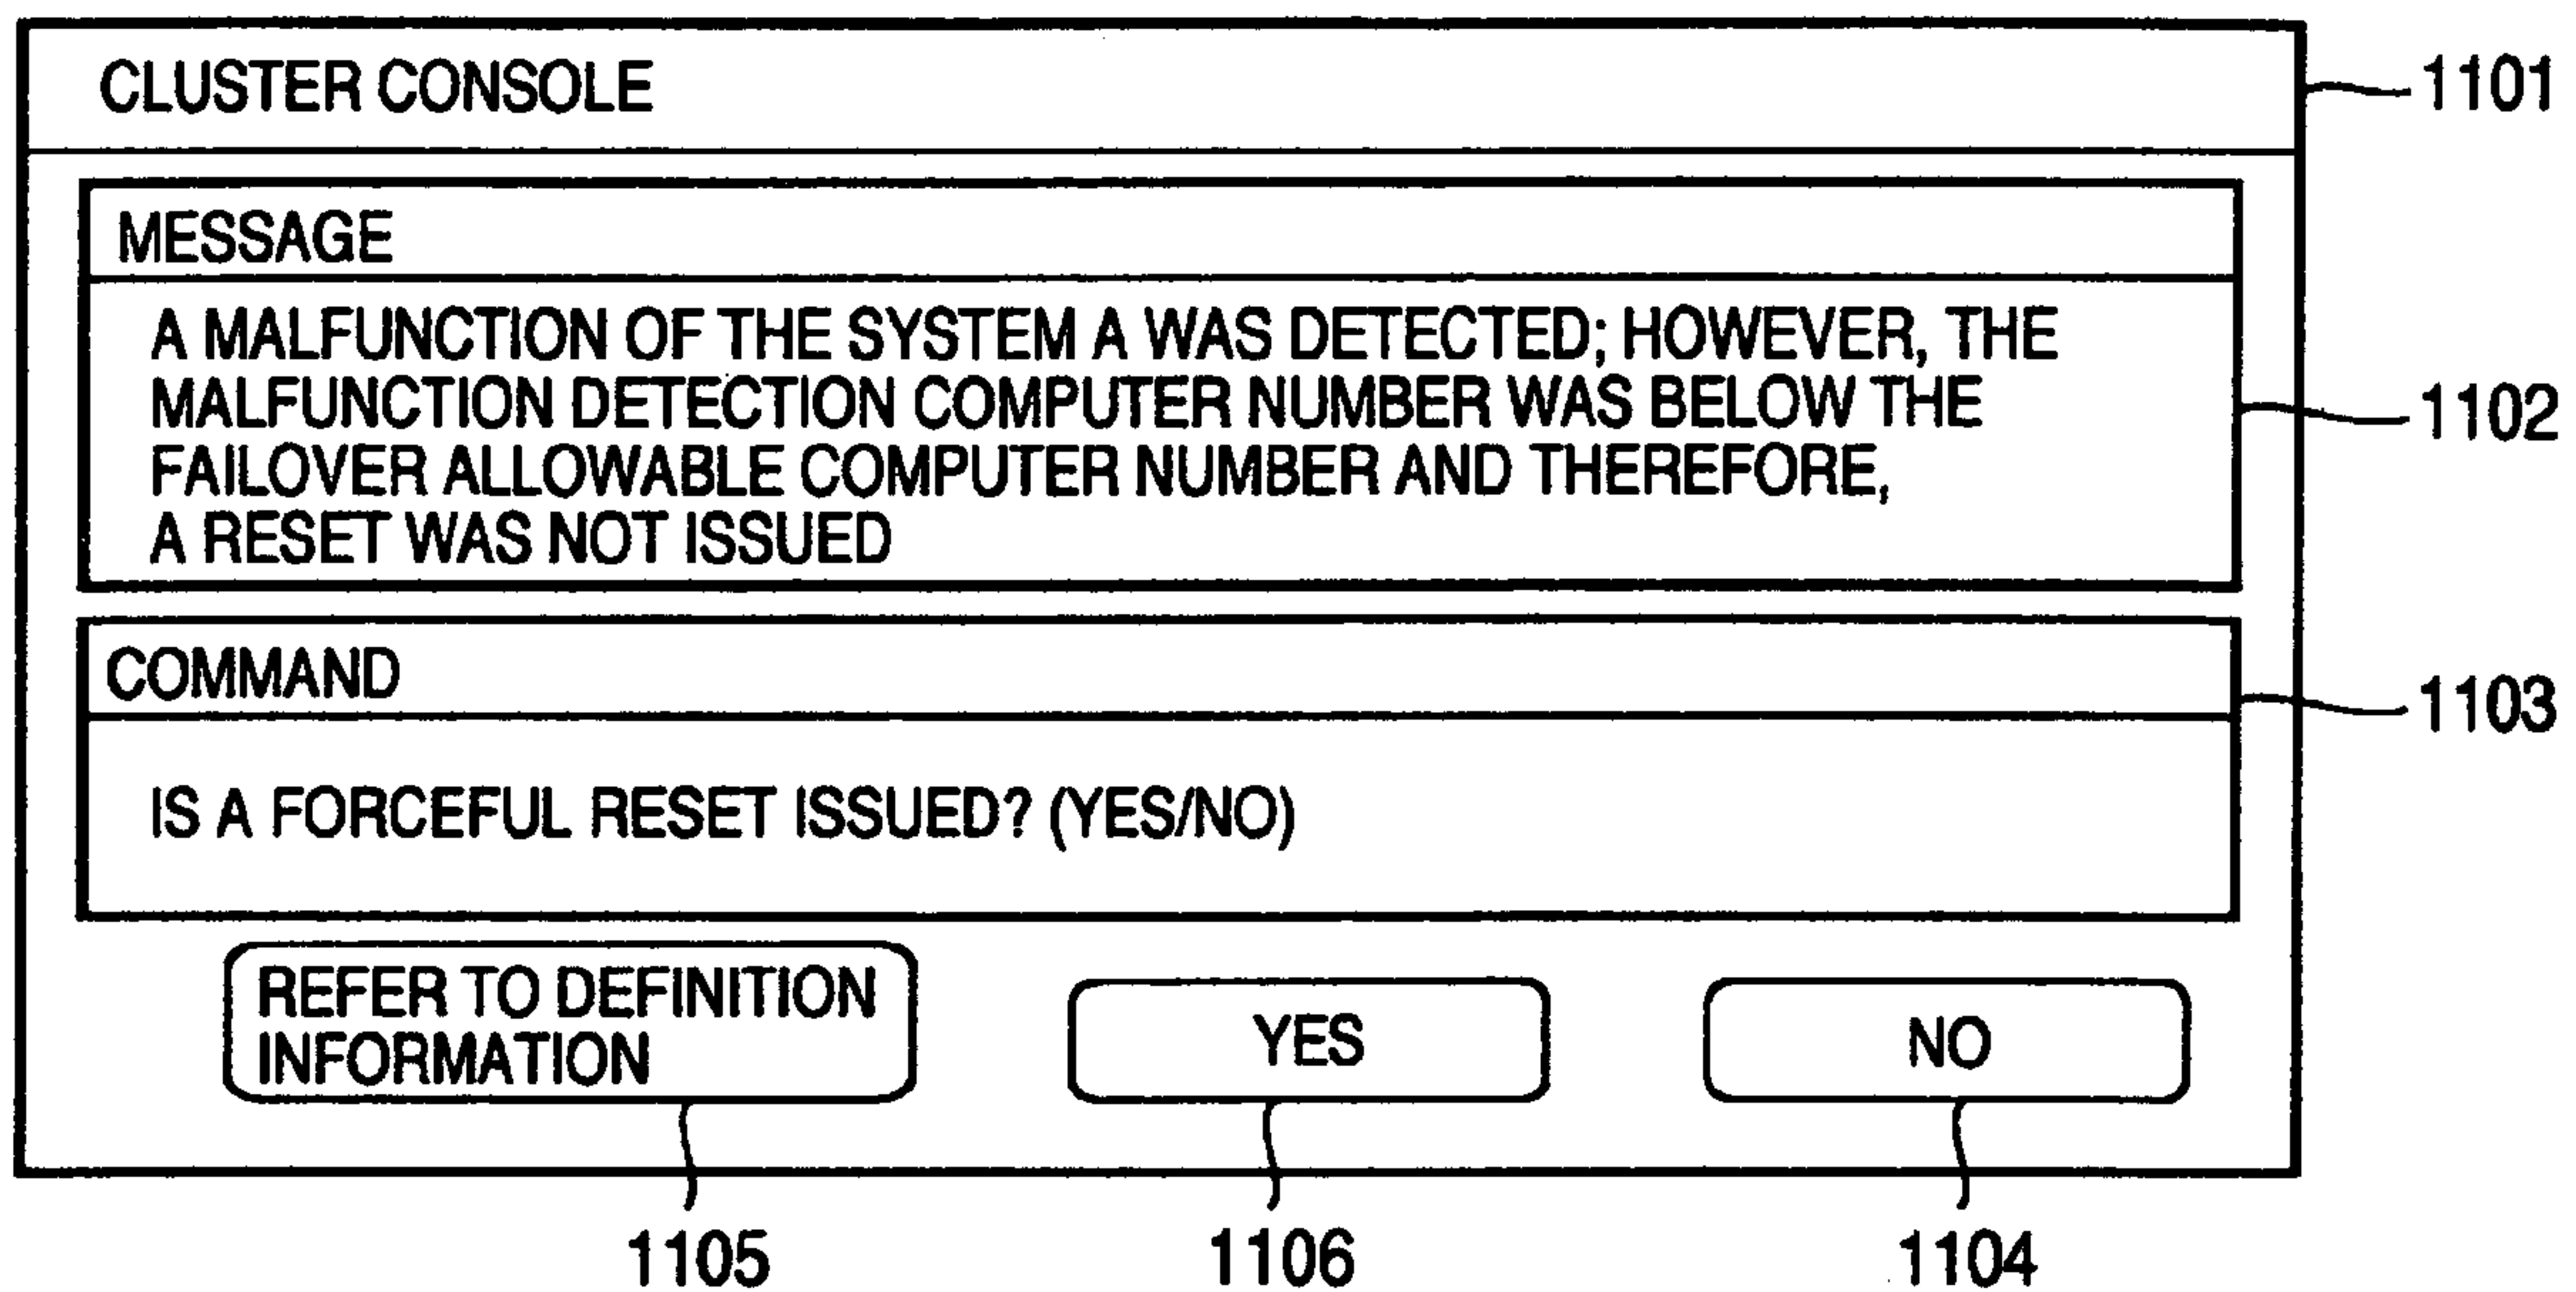 CLUSTER CONSOLE
1101
MESSAGE
A MALFUNCTION OF THE SYSTEM A WAS DETECTED; HOWEVER, THE
MALFUNCTION DETECTION COMPUTER NUMBER WAS BELOW THE
FAILOVER ALLOWABLE COMPUTER NUMBER AND THEREFORE,
A RESET WAS NOT ISSUED
1102
COMMAND
1103
IS A FORCEFUL RESET ISSUED? (YES/NO)
REFER TO DEFINITION
INFORMATION
YES
NO
1105
1106
1104